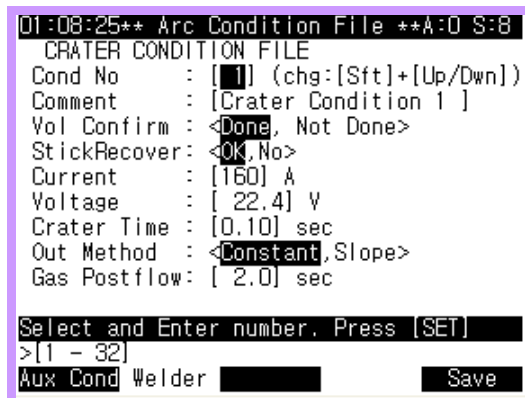 01:08:25** Arc Condition File **A:0 S:8
CRATER CONDITION FILE
Cond No : [ 1] (chg:[Sft]+[Up/Dwn])
Comment : [Crater Condition 1 ]
Vol Confirm : <Done, Not Done>
StickRecover: <OK,No>
Current : [160] A
Voltage : [ 22.4] V
Crater Time : [0.10] sec
Out Method : <Constant,Slope>
Gas Postflow: [ 2.0] sec
Select and Enter number. Press [SET]
>[1 - 32]
Aux Cond Welder Save